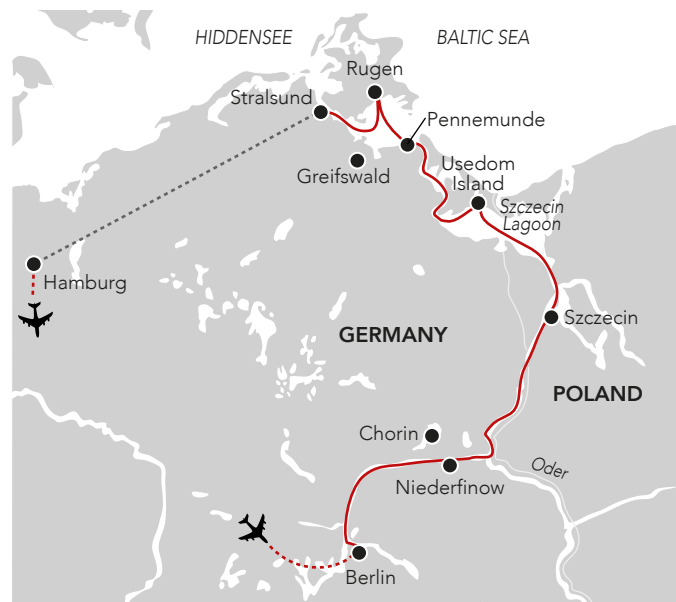 HIDDENSEE
BALTIC SEA
Rugen
Stralsund
Pennemunde
Greifswald
Usedom
Island
Szczecin
Lagoon
Hamburg
Szczecin
GERMANY
POLAND
Chorin
Oder
Niederfinow
Berlin